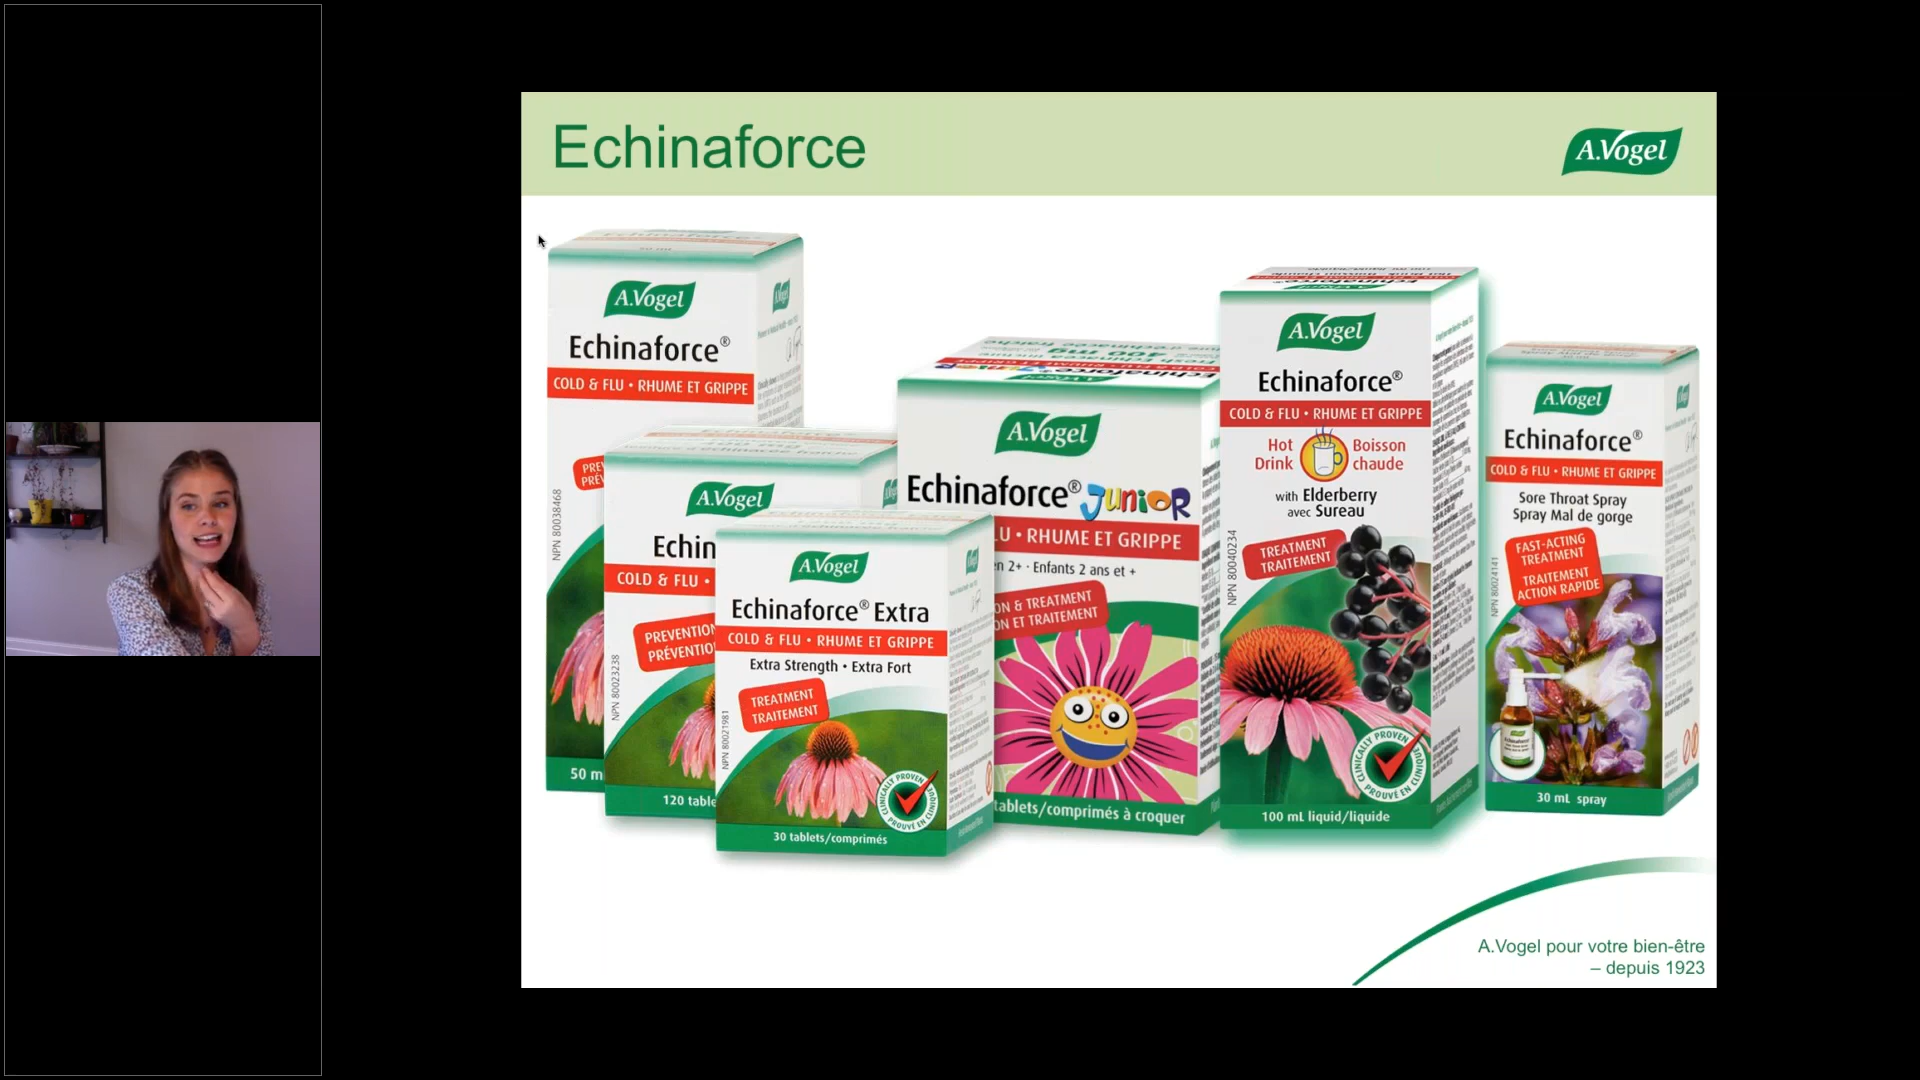 Echinaforce
A.Vogel
A.Vogel
Echinaforce®
COLD & FLU • RHUME ET GRIPPE
NPN 80038468
50 m
A.Vogel
Echin
COLD & FLU •
PREVENTION
PRÉVENTIO
NPN 80023238
120 table
A.Vogel
Echinaforce® Extra
COLD & FLU • RHUME ET GRIPPE
Extra Strength • Extra Fort
TREATMENT
TRAITEMENT
NPN 80021981
CLINICALLY PROVEN
PROUVÉ EN CLINIQUE
30 tablets/comprimés
A.Vogel
Echinaforce® JUNIOR
LU • RHUME ET GRIPPE
en 2+ · Enfants 2 ans et +
ON & TREATMENT
ON ET TRAITEMENT
tablets/comprimés à croquer
A.Vogel
Echinaforce®
COLD & FLU • RHUME ET GRIPPE
Hot Boisson
Drink chaude
with Elderberry
avec Sureau
TREATMENT
TRAITEMENT
NPN 80040234
CLINICALLY PROVEN
PROUVÉ EN CLINIQUE
100 mL liquid/liquide
A.Vogel
Echinaforce®
COLD & FLU • RHUME ET GRIPPE
Sore Throat Spray
Spray Mal de gorge
FAST-ACTING
TREATMENT
TRAITEMENT
ACTION RAPIDE
NPN 80024141
30 mL spray
A.Vogel pour votre bien-être
– depuis 1923